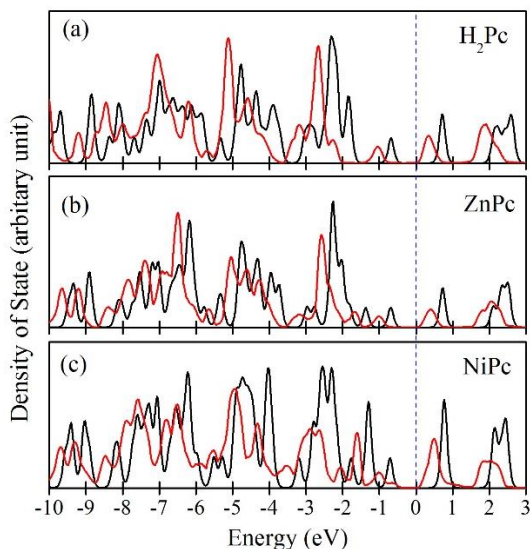 (a)
H₂Pc
(b)
ZnPc
(c)
NiPc
Density of State (arbitary unit)
-10 -9 -8 -7 -6 -5 -4 -3 -2 -1 0 1 2 3
Energy (eV)